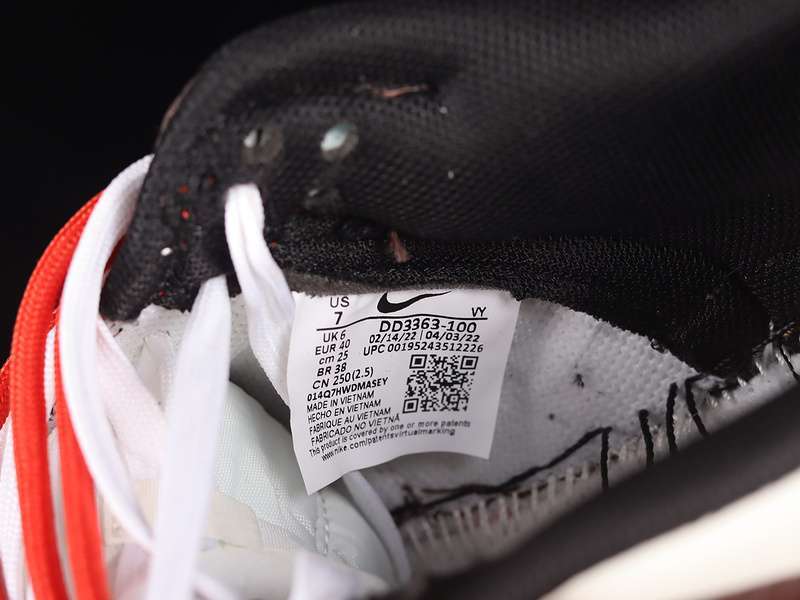 US
7 VY
UK 6 DD3363-100
EUR 40 02/14/22 | 04/03/22
cm 25 UPC 00195243512226
BR 38
CN 250(2.5)
014Q7HWDMASEY
MADE IN VIETNAM
HECHO EN VIETNAM
FABRIQUE AU VIETNAM
FABRICADO NO VIETNÃ
This product is covered by one or more patents
www.nike.com/patentsvirtualmarking